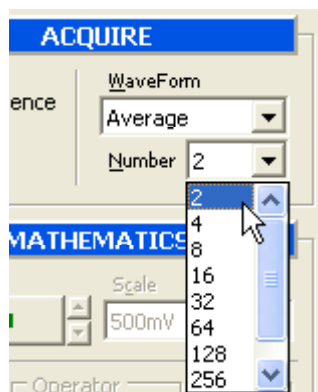 ACQUIRE
WaveForm
ence
Average
Number 2
2
4
MATHEMATICS
8
16
Scale
32
500mV
64
128
Operator
256